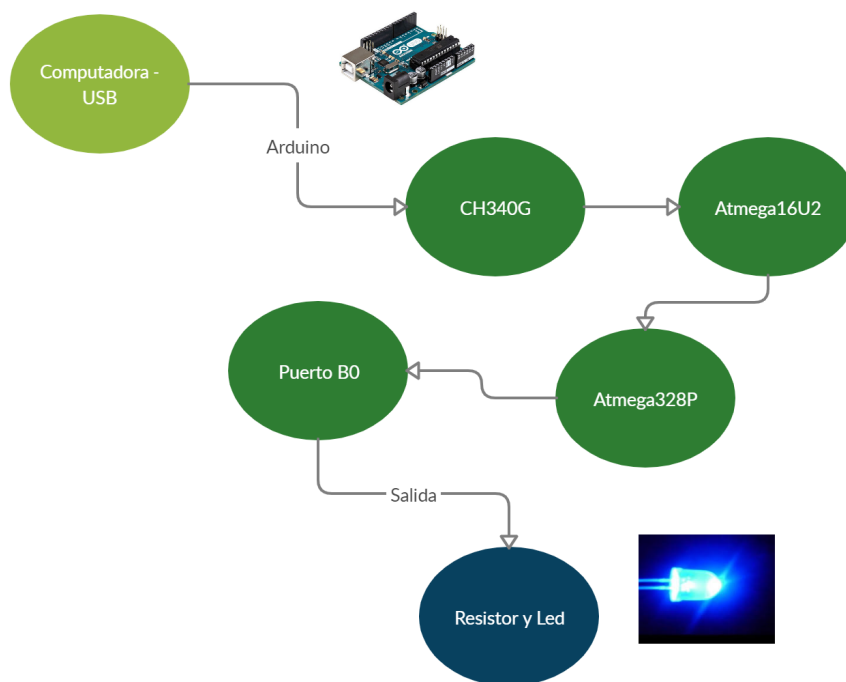 Computadora -
USB
Arduino
CH340G
Atmega16U2
Atmega328P
Puerto B0
Salida
Resistor y Led